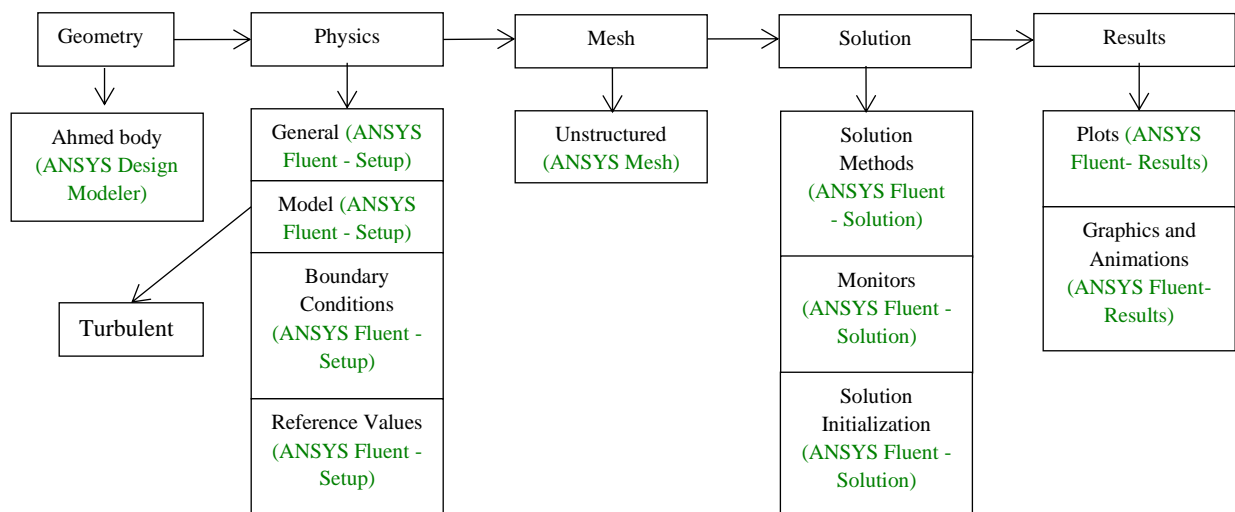 Geometry
Physics
Mesh
Solution
Results
Ahmed body
(ANSYS Design
Modeler)
General (ANSYS
Fluent - Setup)
Model (ANSYS
Fluent - Setup)
Boundary
Conditions
(ANSYS Fluent -
Setup)
Reference Values
(ANSYS Fluent -
Setup)
Turbulent
Unstructured
(ANSYS Mesh)
Solution
Methods
(ANSYS Fluent
- Solution)
Monitors
(ANSYS Fluent -
Solution)
Solution
Initialization
(ANSYS Fluent -
Solution)
Plots (ANSYS
Fluent- Results)
Graphics and
Animations
(ANSYS Fluent-
Results)